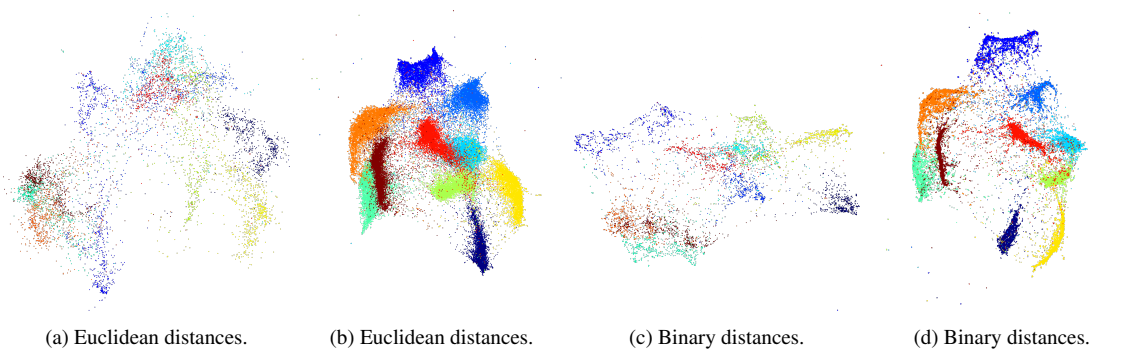 (a) Euclidean distances.
(b) Euclidean distances.
(c) Binary distances.
(d) Binary distances.